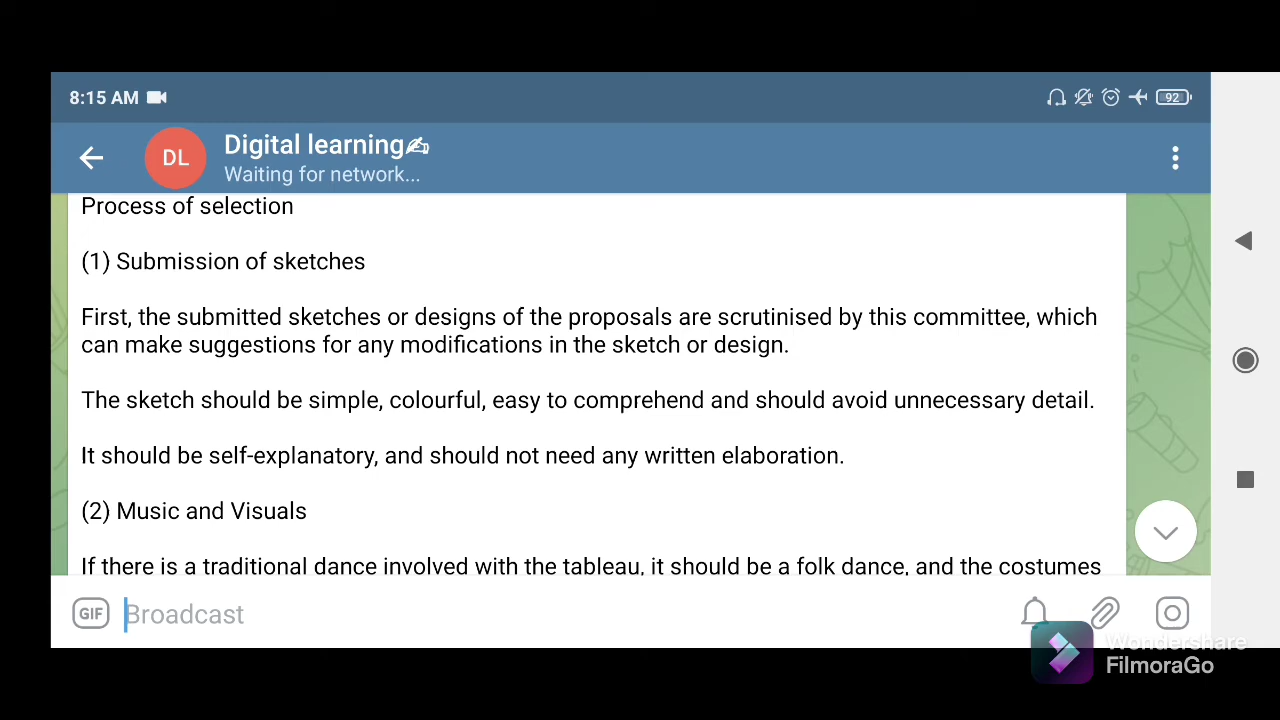 8:15 AM
92
DL
Digital learning✍
Waiting for network...
Process of selection
(1) Submission of sketches
First, the submitted sketches or designs of the proposals are scrutinised by this committee, which
can make suggestions for any modifications in the sketch or design.
The sketch should be simple, colourful, easy to comprehend and should avoid unnecessary detail.
It should be self-explanatory, and should not need any written elaboration.
(2) Music and Visuals
If there is a traditional dance involved with the tableau, it should be a folk dance, and the costumes
GIF
Broadcast
Wondershare
FilmoraGo